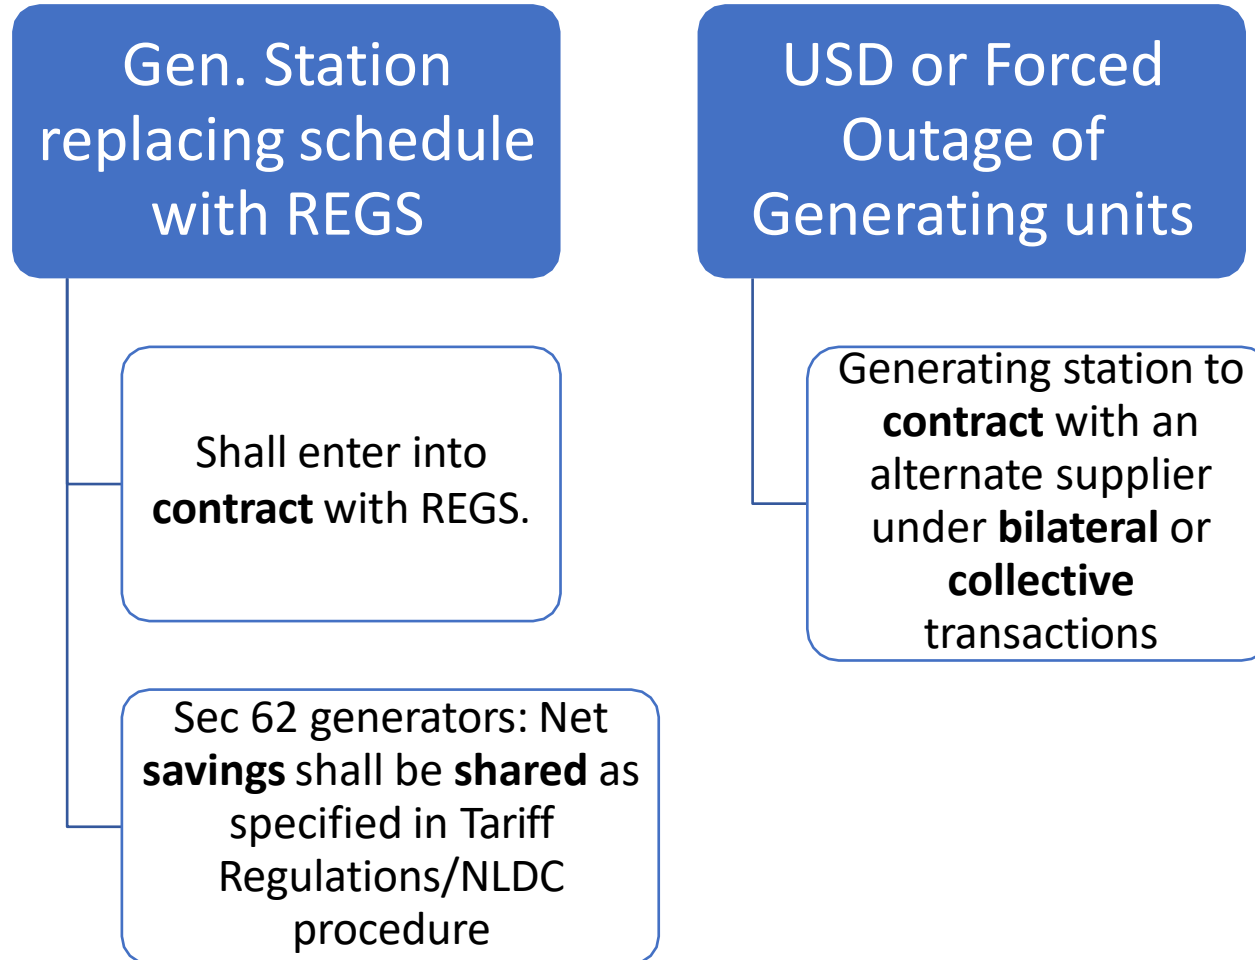 Gen. Station
replacing schedule
with REGS
Shall enter into
contract with REGS.
Sec 62 generators: Net
savings shall be shared as
specified in Tariff
Regulations/NLDC
procedure
USD or Forced
Outage of
Generating units
Generating station to
contract with an
alternate supplier
under bilateral or
collective
transactions